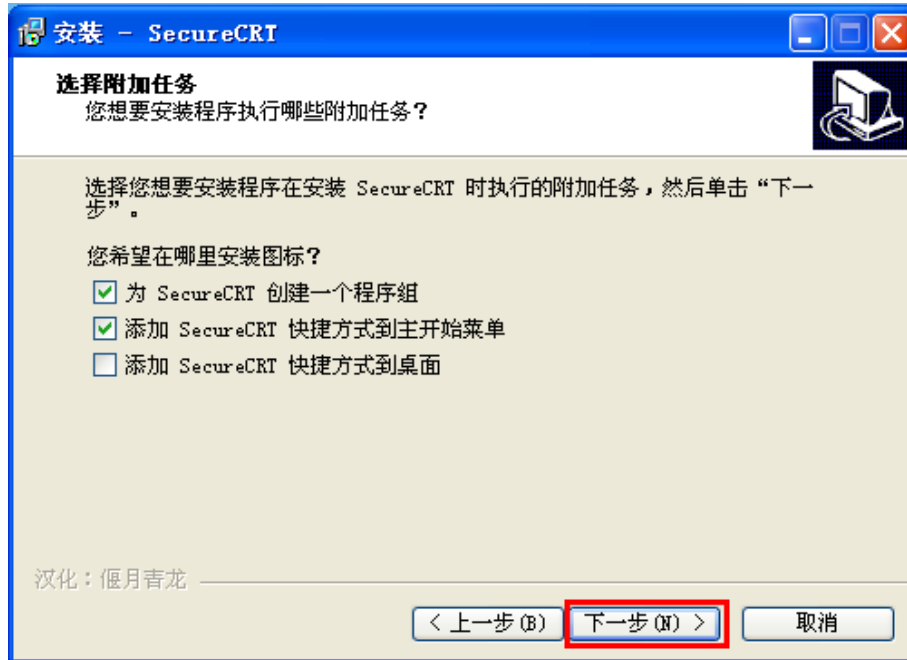 安装 - SecureCRT
选择附加任务
您想要安装程序执行哪些附加任务？
选择您想要安装程序在安装 SecureCRT 时执行的附加任务，然后单击“下一
步”。
您希望在哪里安装图标？
为 SecureCRT 创建一个程序组
添加 SecureCRT 快捷方式到主开始菜单
添加 SecureCRT 快捷方式到桌面
汉化：偃月青龙
< 上一步(B) 下一步(N) > 取消